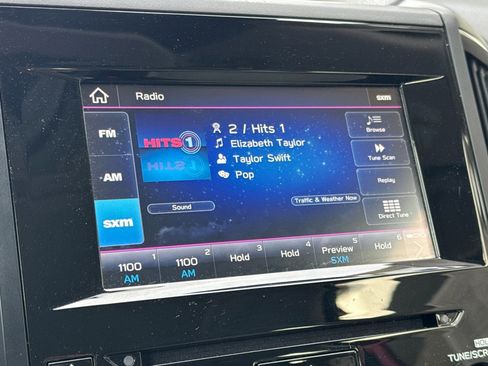 Radio
sxm
FM
AM
sxm
HITS 1
2 / Hits 1
Elizabeth Taylor
Taylor Swift
Pop
Browse
Tune Scan
Replay
Direct Tune
Sound
Traffic & Weather Now
1
1100
AM
2
1100
AM
3
Hold
4
Hold
5
Preview
SXM
6
Hold
TUNE/SCR